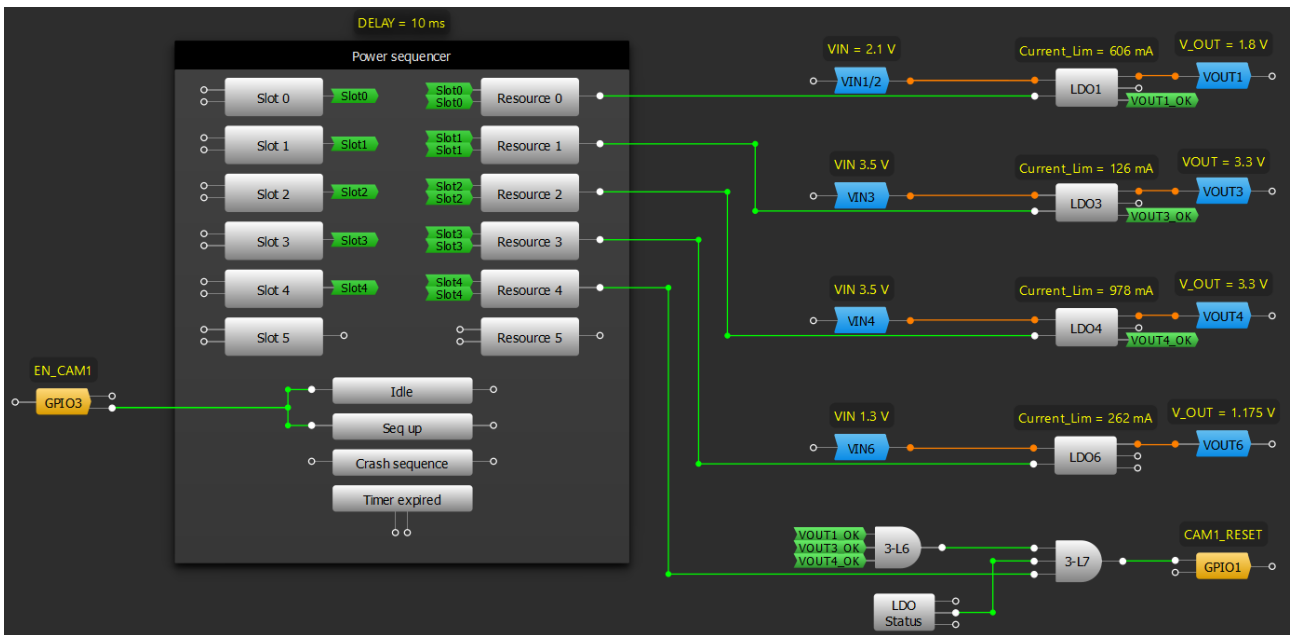 DELAY = 10 ms
Power sequencer
Slot 0
Slot0
Slot0
Slot0
Resource 0
Slot 1
Slot1
Slot1
Slot1
Resource 1
Slot 2
Slot2
Slot2
Slot2
Resource 2
Slot 3
Slot3
Slot3
Slot3
Resource 3
Slot 4
Slot4
Slot4
Slot4
Resource 4
Slot 5
Resource 5
EN_CAM1
GPIO3
Idle
Seq up
Crash sequence
Timer expired
VIN = 2.1 V
VIN1/2
Current_Lim = 606 mA
LDO1
VOUT1_OK
V_OUT = 1.8 V
VOUT1
VIN 3.5 V
VIN3
Current_Lim = 126 mA
LDO3
VOUT3_OK
VOUT = 3.3 V
VOUT3
VIN 3.5 V
VIN4
Current_Lim = 978 mA
LDO4
VOUT4_OK
V_OUT = 3.3 V
VOUT4
VIN 1.3 V
VIN6
Current_Lim = 262 mA
LDO6
V_OUT = 1.175 V
VOUT6
VOUT1_OK
VOUT3_OK
VOUT4_OK
3-L6
3-L7
LDO
Status
CAM1_RESET
GPIO1